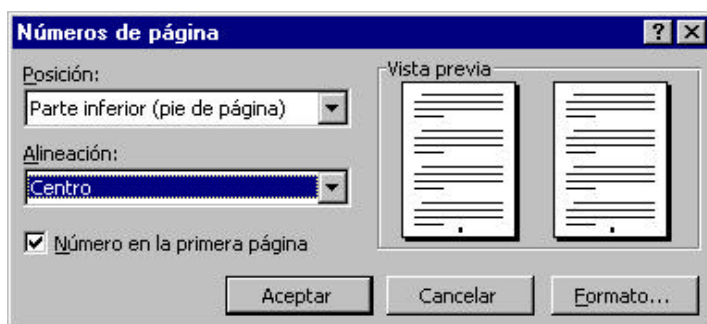 Números de página
Posición:
Parte inferior (pie de página)
Alineación:
Centro
Número en la primera página
Vista previa
Aceptar
Cancelar
Formato...